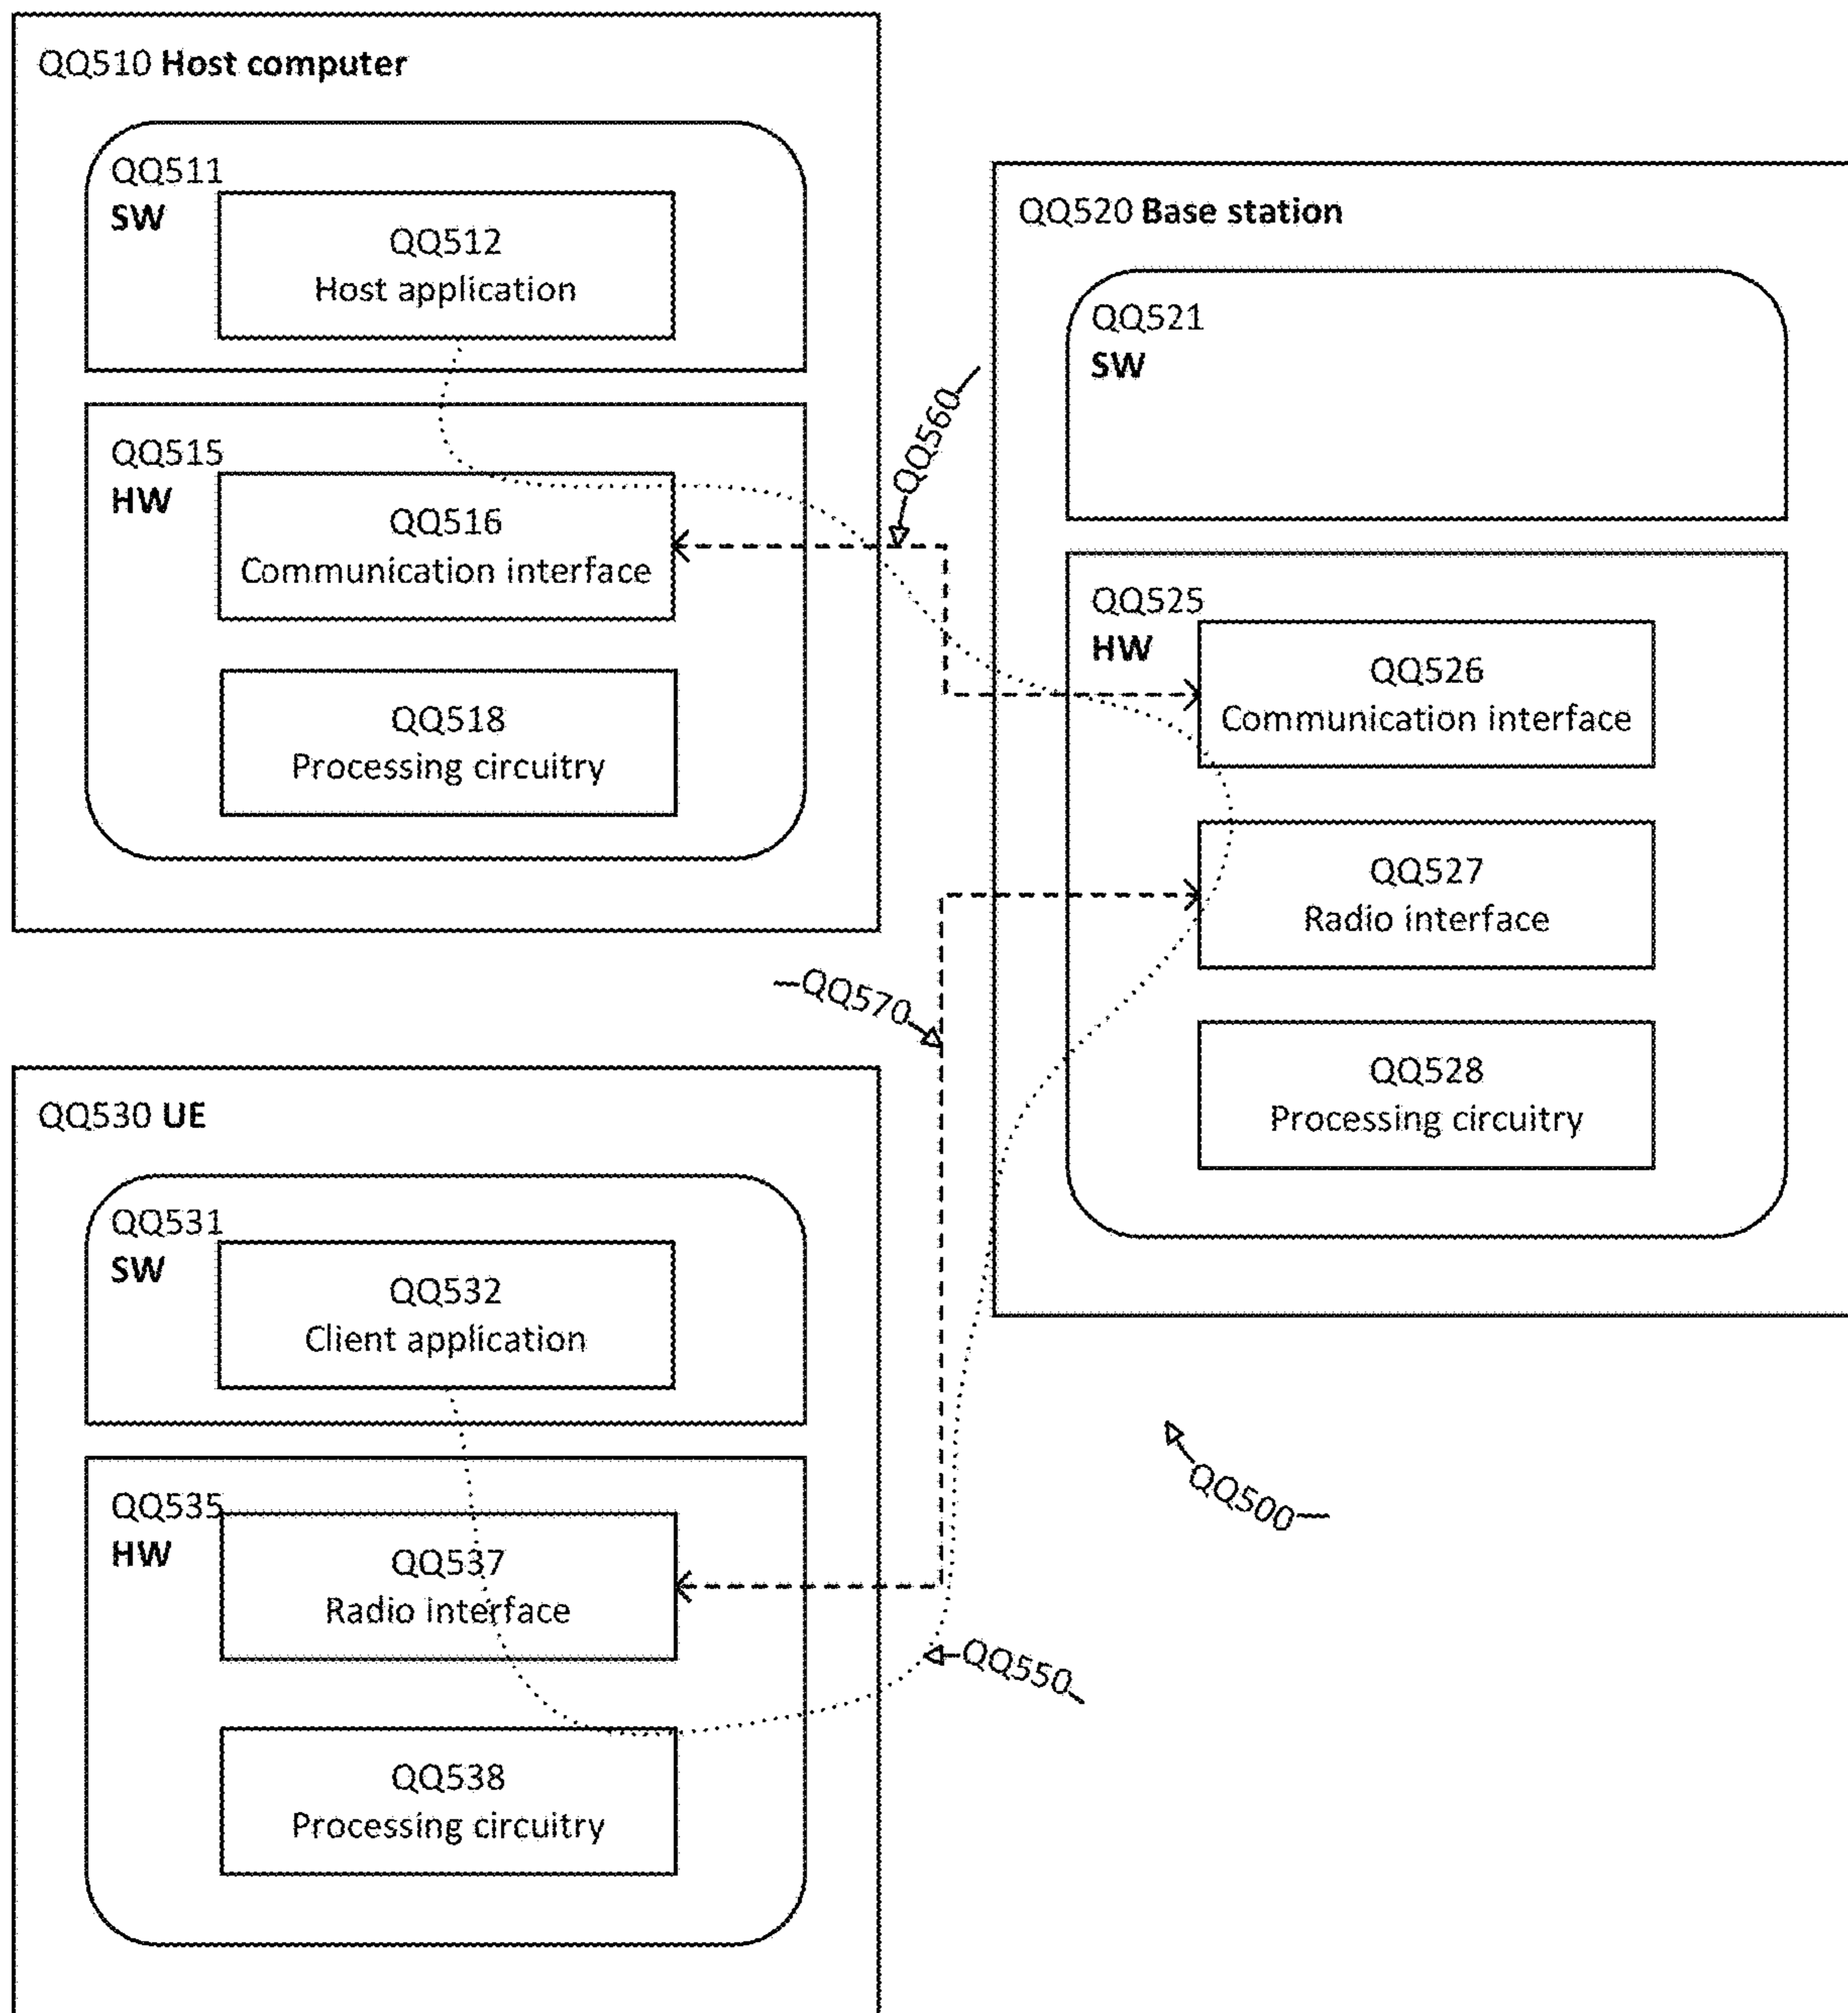 QQ510 Host computer
QQ511
SW
QQ512
Host application
QQ515
HW
QQ516
Communication interface
QQ518
Processing circuitry
QQ560
QQ520 Base station
QQ521
SW
QQ525
HW
QQ526
Communication interface
QQ527
Radio interface
QQ528
Processing circuitry
QQ570
QQ530 UE
QQ531
SW
QQ532
Client application
QQ535
HW
QQ537
Radio interface
QQ538
Processing circuitry
QQ550
QQ500